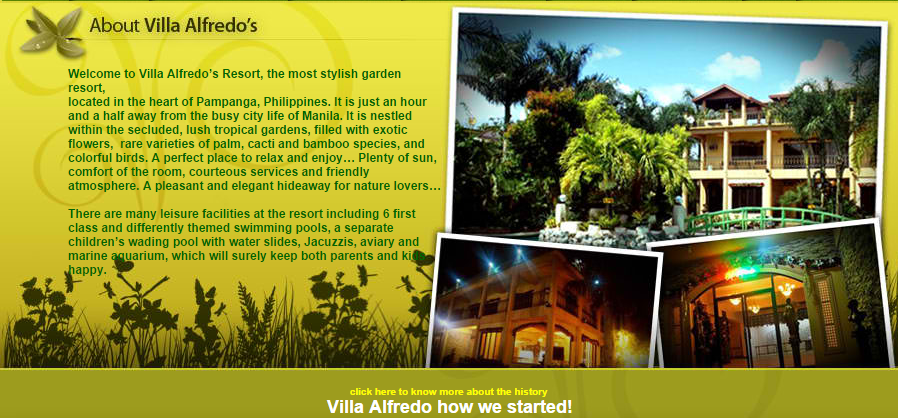 About Villa Alfredo's
Welcome to Villa Alfredo's Resort, the most stylish garden
resort,
located in the heart of Pampanga, Philippines. It is just an hour
and a half away from the busy city life of Manila. It is nestled
within the secluded, lush tropical gardens, filled with exotic
flowers, rare varieties of palm, cacti and bamboo species, and
colorful birds. A perfect place to relax and enjoy... Plenty of sun,
comfort of the room, courteous services and friendly
atmosphere. A pleasant and elegant hideaway for nature lovers...
There are many leisure facilities at the resort including 6 first
class and differently themed swimming pools, a separate
children's wading pool with water slides, Jacuzzis, aviary and
marine aquarium, which will surely keep both parents and kids
happy.
click here to know more about the history
Villa Alfredo how we started!